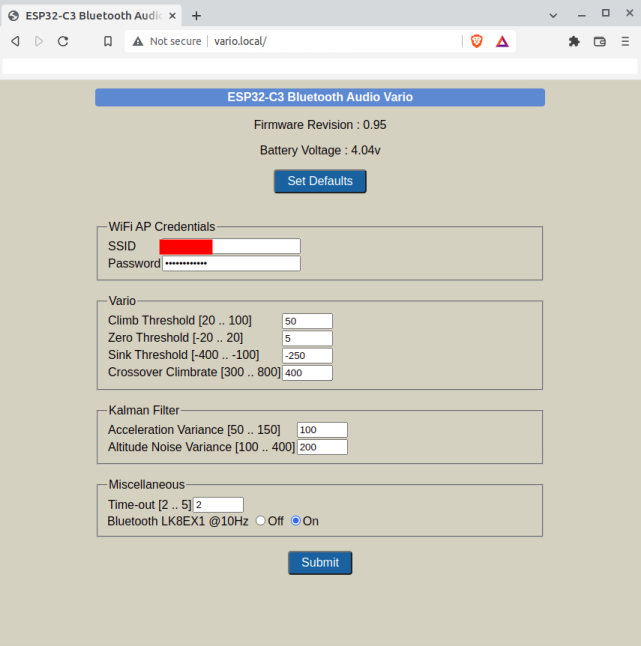 ESP32-C3 Bluetooth Audio
Not secure vario.local/
ESP32-C3 Bluetooth Audio Vario
Firmware Revision : 0.95
Battery Voltage : 4.04v
Set Defaults
WiFi AP Credentials
SSID
Password ••••••••••••
Vario
Climb Threshold [20 .. 100] 50
Zero Threshold [-20 .. 20] 5
Sink Threshold [-400 .. -100] -250
Crossover Climbrate [300 .. 800] 400
Kalman Filter
Acceleration Variance [50 .. 150] 100
Altitude Noise Variance [100 .. 400] 200
Miscellaneous
Time-out [2 .. 5] 2
Bluetooth LK8EX1 @10Hz Off On
Submit